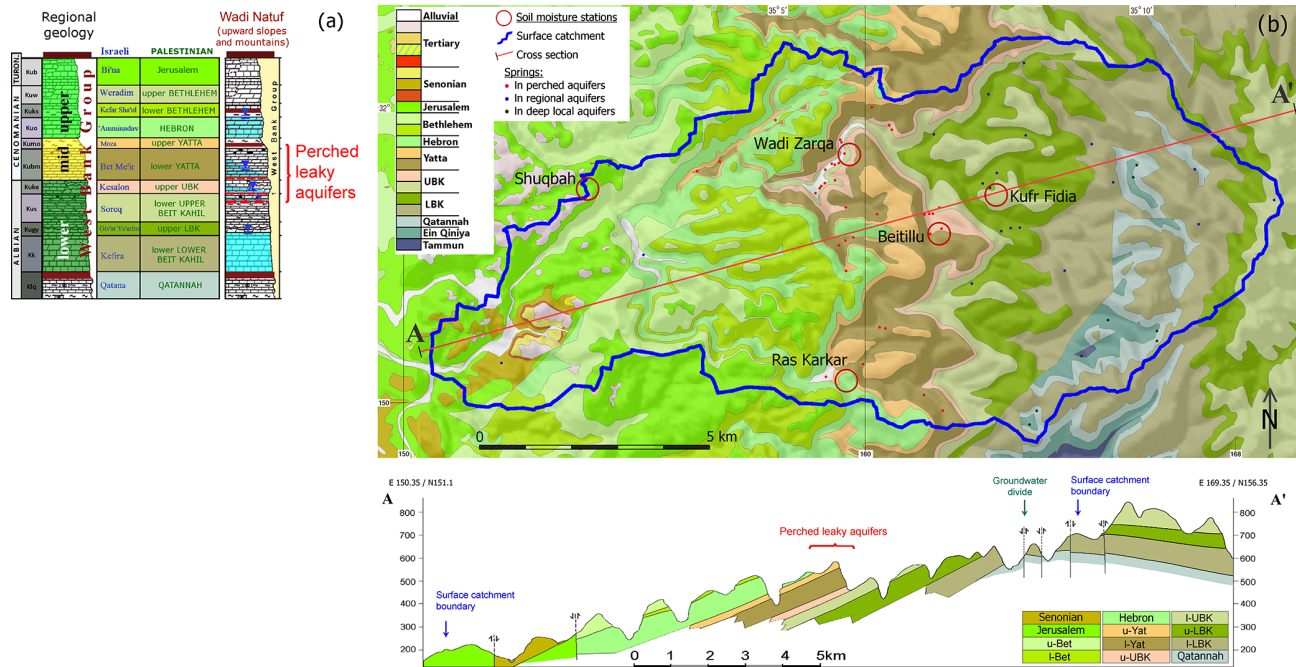 Regional
geology
Wadi Natuf
(upward slopes
and mountains)
(a)
Israeli
PALESTINIAN
TURON.
CENOMANIAN
ALBIAN
Kub
Bi'na
Jerusalem
Kuw
Weradim
upper BETHLEHEM
Kuks
Kefar Sha'ul
lower BETHLEHEM
Kuo
'Amminadav
HEBRON
Kumo
Moza
upper YATTA
Kubm
Bet Me'ir
lower YATTA
Kuke
Kesalon
upper UBK
Kus
Soreq
lower UPPER
BEIT KAHIL
Kugy
Giv'at Ye'arim
upper LBK
Kk
Kefira
lower LOWER
BEIT KAHIL
Klq
Qatana
QATANNAH
upper
mid
lower
West Bank Group
West Bank Group
Perched
leaky
aquifers
(b)
Alluvial
Tertiary
Senonian
Jerusalem
Bethlehem
Hebron
Yatta
UBK
LBK
Qatannah
Ein Qiniya
Tammun
Soil moisture stations
Surface catchment
Cross section
Springs:
In perched aquifers
In regional aquifers
In deep local aquifers
35° 5'
35° 10'
32°
A'
Wadi Zarqa
Shuqbah
Kufr Fidia
Beitillu
A
Ras Karkar
N
0
5 km
150
150
160
168
E 150.35 / N151.1
A
Groundwater
divide
Surface catchment
boundary
E 169.35 / N156.35
A'
Perched leaky aquifers
Surface catchment
boundary
800
700
600
500
400
300
200
800
700
600
500
400
300
200
0 1 2 3 4 5km
Senonian
Hebron
l-UBK
Jerusalem
u-Yat
u-LBK
u-Bet
l-Yat
l-LBK
l-Bet
u-UBK
Qatannah